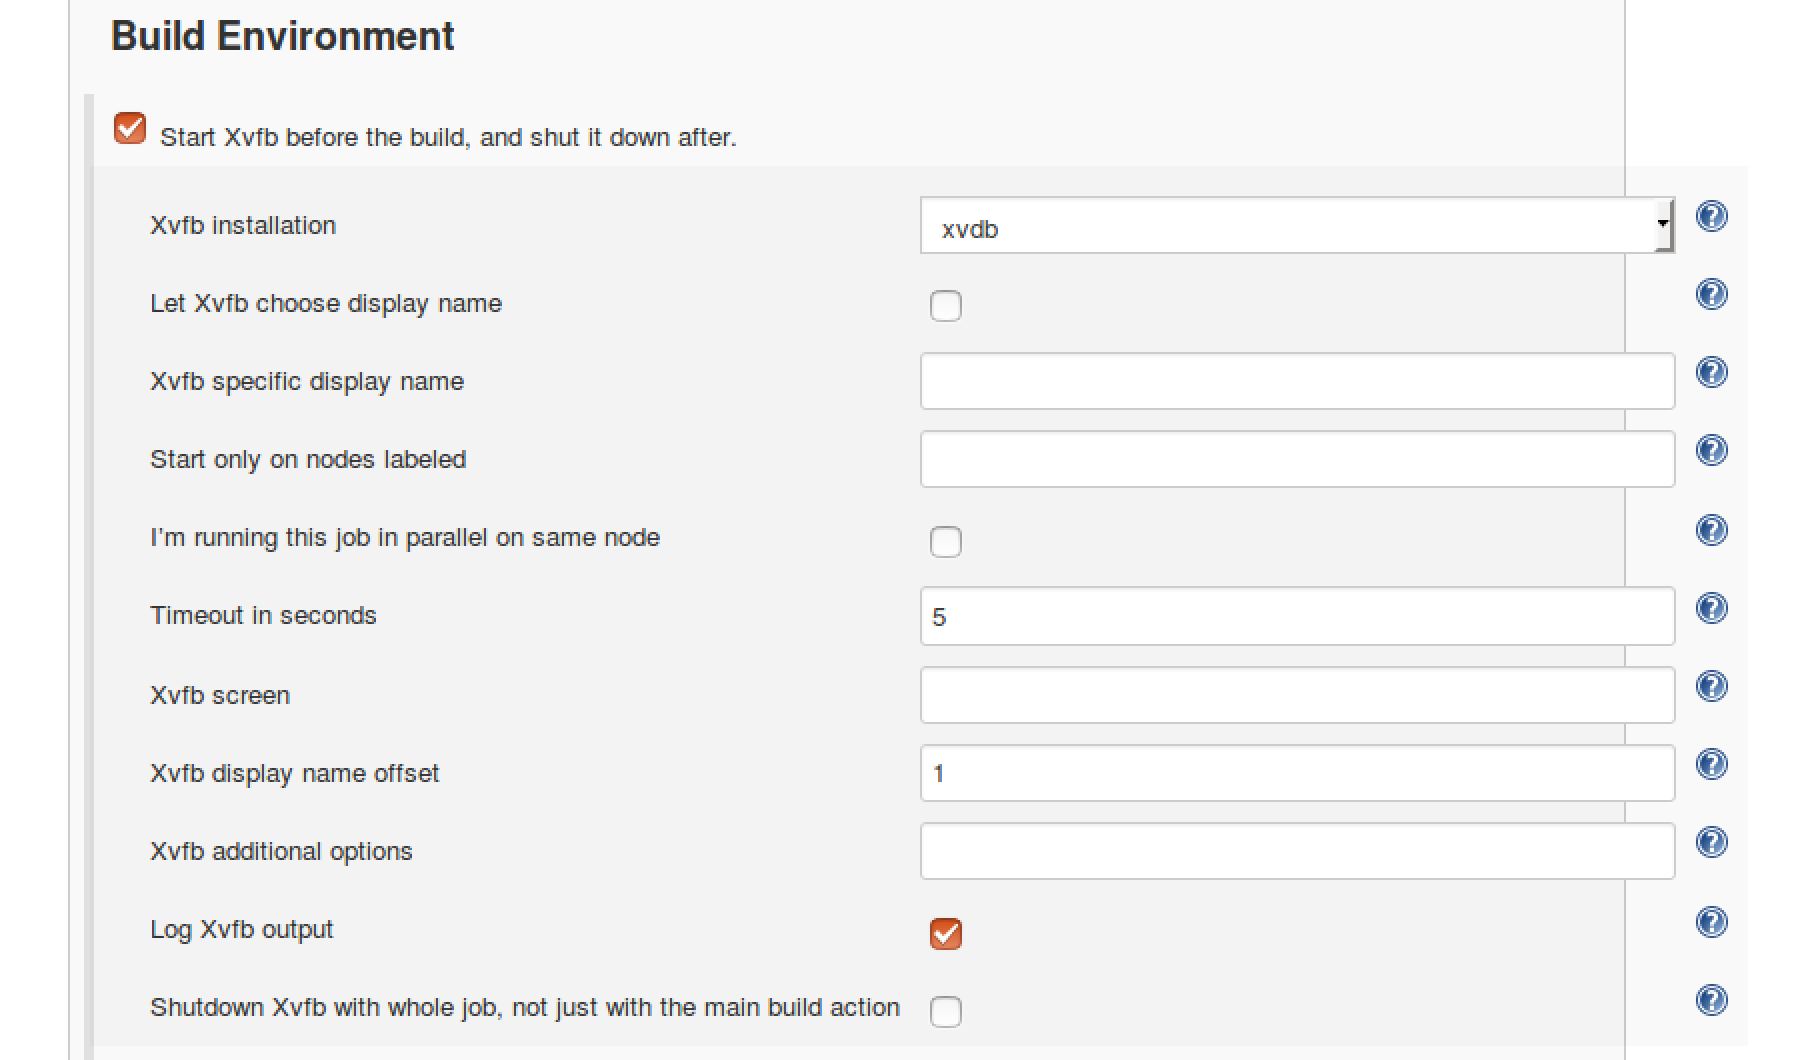 Build Environment
Start Xvfb before the build, and shut it down after.
Xvfb installation
xvdb
Let Xvfb choose display name
Xvfb specific display name
Start only on nodes labeled
I'm running this job in parallel on same node
Timeout in seconds
5
Xvfb screen
Xvfb display name offset
1
Xvfb additional options
Log Xvfb output
Shutdown Xvfb with whole job, not just with the main build action